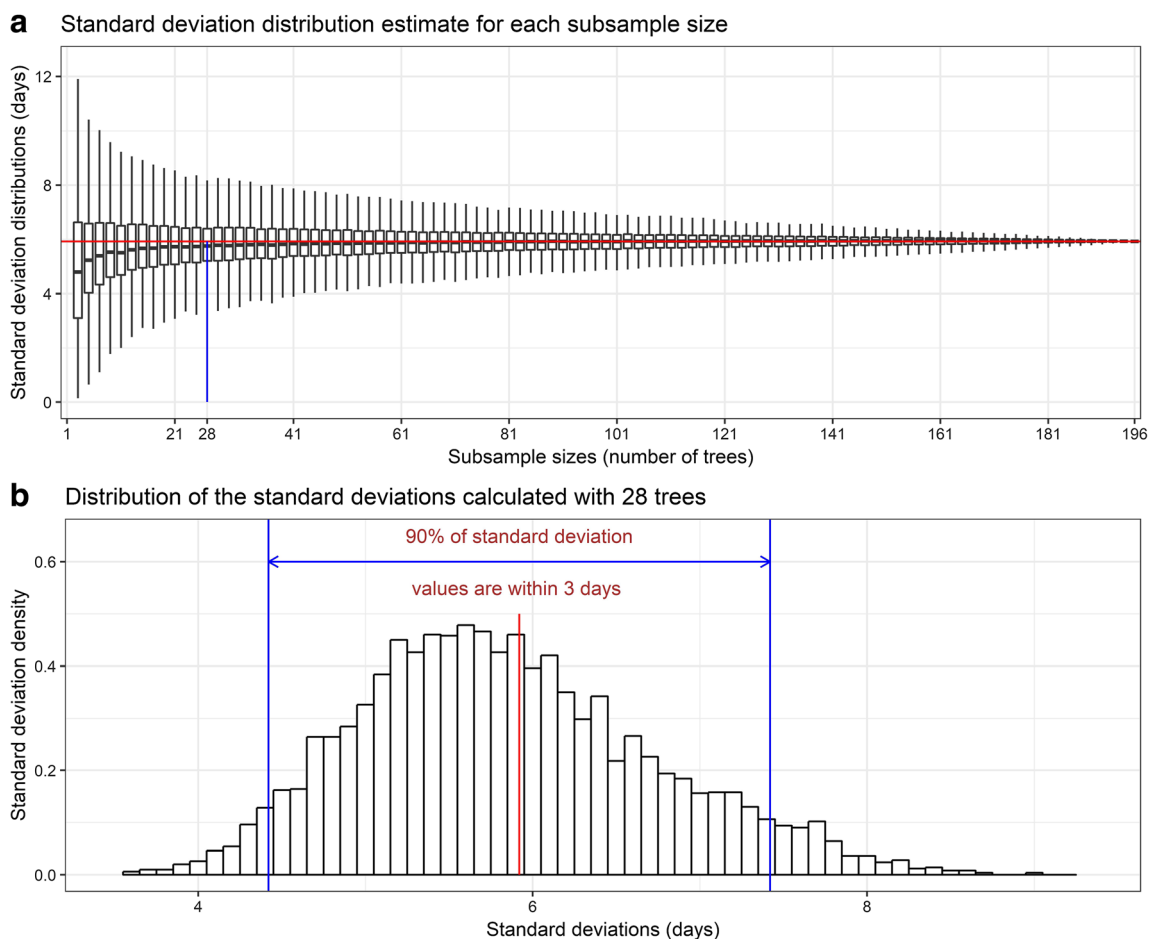 a Standard deviation distribution estimate for each subsample size
Standard deviation distributions (days)
12
8
4
0
1 21 28 41 61 81 101 121 141 161 181 196
Subsample sizes (number of trees)
b Distribution of the standard deviations calculated with 28 trees
90% of standard deviation
values are within 3 days
Standard deviation density
0.6
0.4
0.2
0.0
4 6 8
Standard deviations (days)